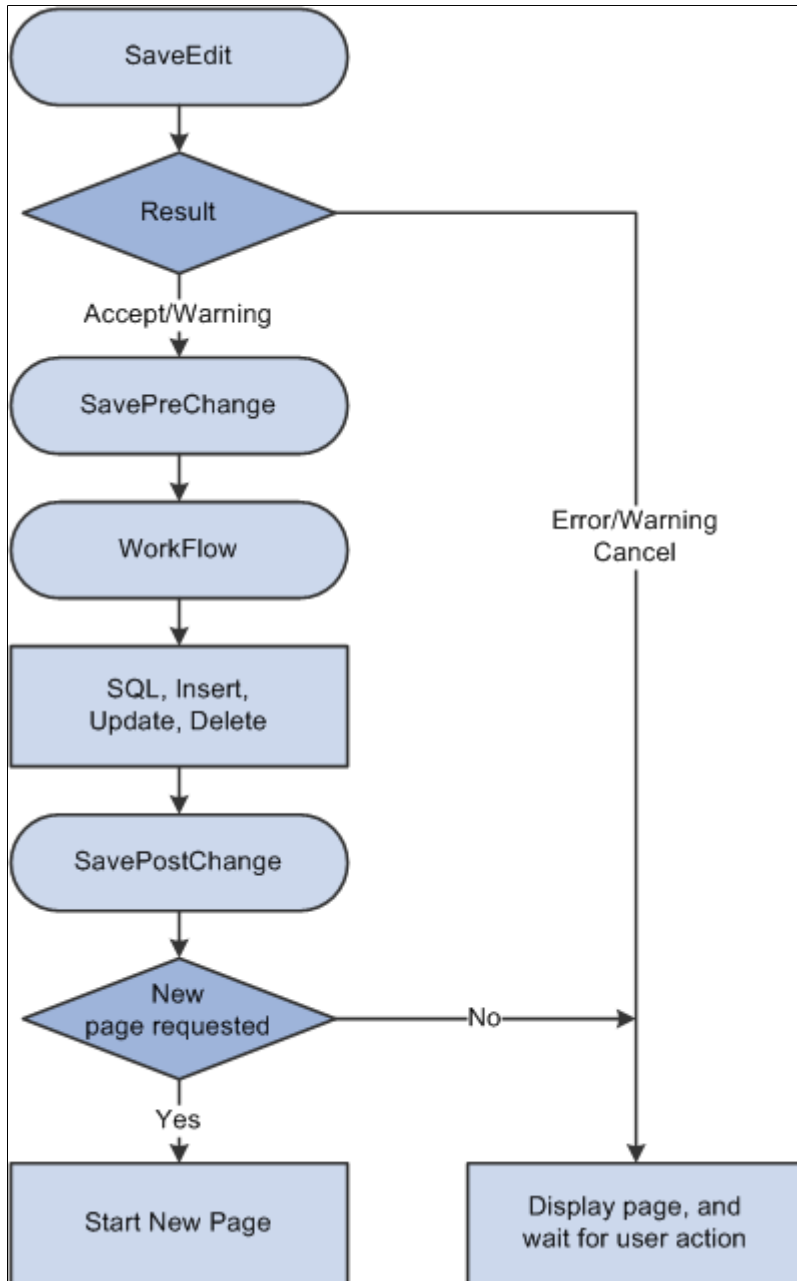 SaveEdit
Result
Accept/Warning
SavePreChange
WorkFlow
Error/Warning
Cancel
SQL, Insert,
Update, Delete
SavePostChange
New
page requested
No
Yes
Start New Page
Display page, and
wait for user action